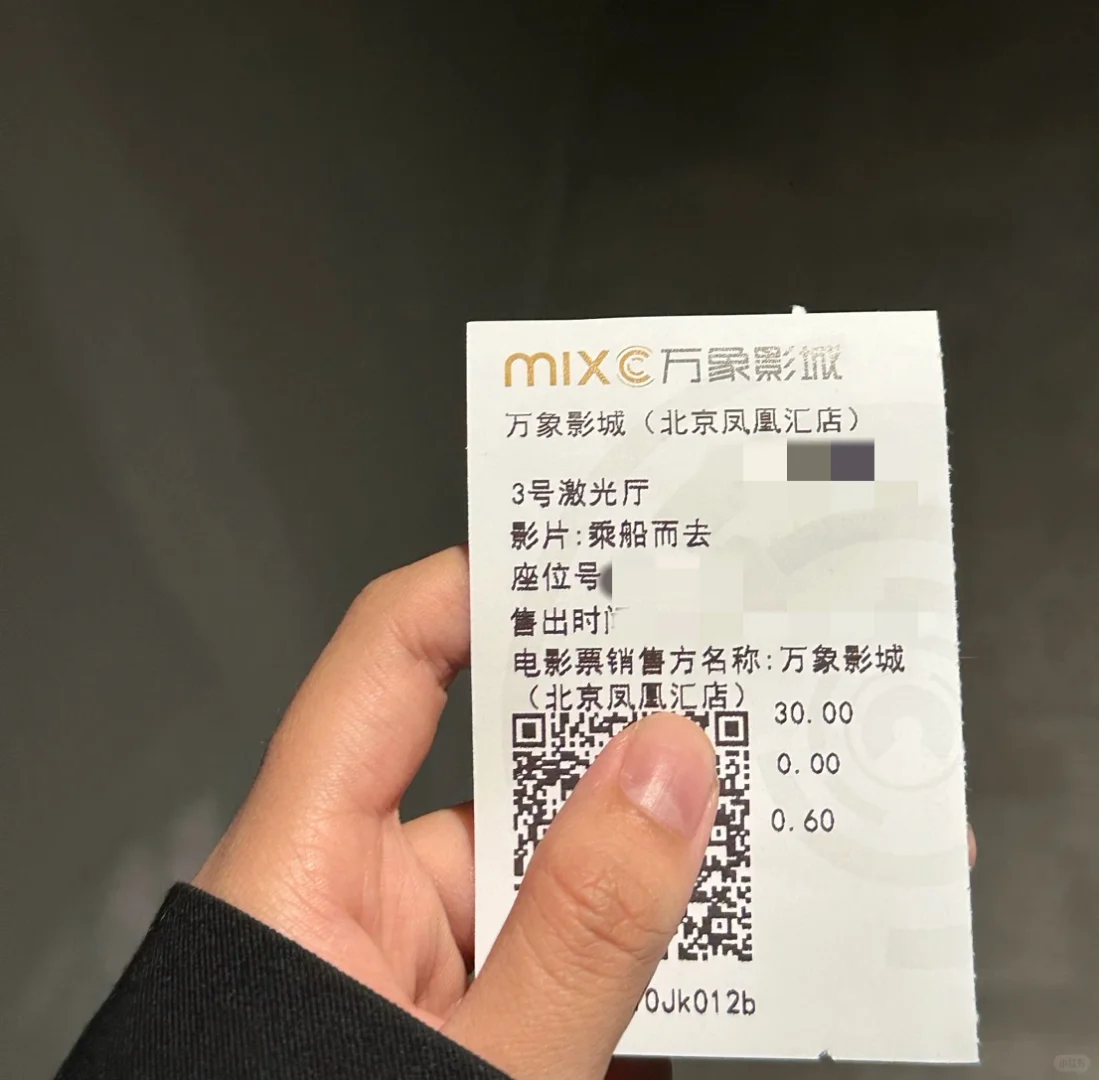 mixc万象影城
万象影城（北京凤凰汇店）
3号激光厅
影片:乘船而去
座位号
售出时间
电影票销售方名称:万象影城
（北京凤凰汇店）
30.00
0.00
0.60
0Jk012b